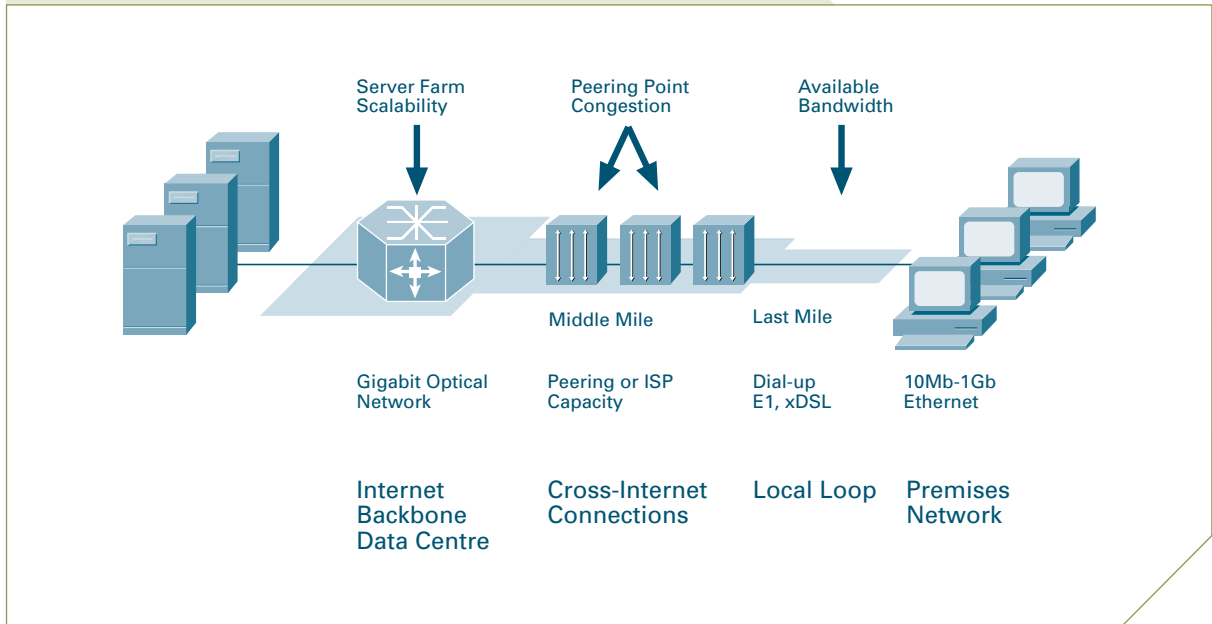 Server Farm
Scalability
Peering Point
Congestion
Available
Bandwidth
Middle Mile
Last Mile
Gigabit Optical
Network
Peering or ISP
Capacity
Dial-up
E1, xDSL
10Mb-1Gb
Ethernet
Internet
Backbone
Data Centre
Cross-Internet
Connections
Local Loop
Premises
Network